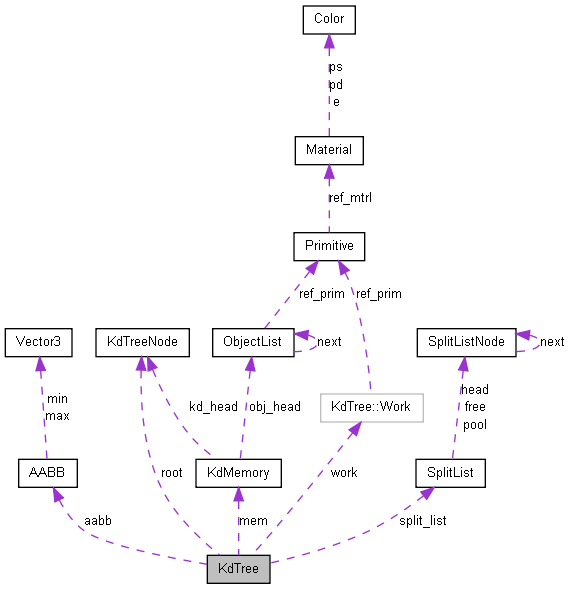 Color
ps
pd
e
Material
ref_mtrl
Primitive
ref_prim
ref_prim
Vector3
KdTreeNode
ObjectList
next
SplitListNode
next
min
max
kd_head
obj_head
KdTree::Work
head
free
pool
AABB
root
KdMemory
work
SplitList
aabb
mem
split_list
KdTree